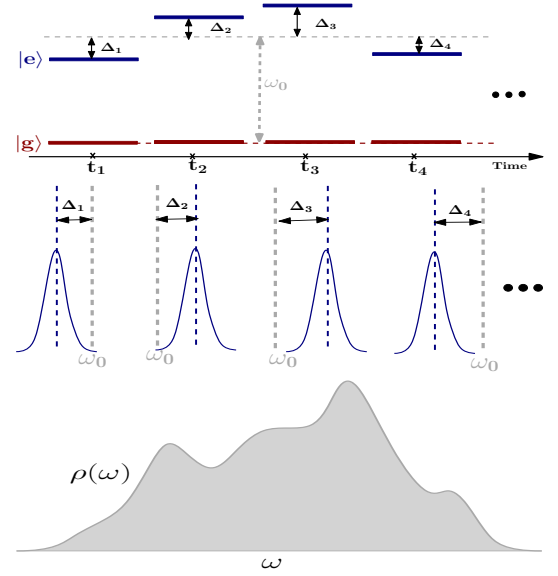 Δ₁ Δ₂ Δ₃ Δ₄
|e⟩
ω₀
|g⟩
t₁ t₂ t₃ t₄ Time
Δ₁ Δ₂ Δ₃ Δ₄
ω₀ ω₀ ω₀ ω₀
ρ(ω)
ω